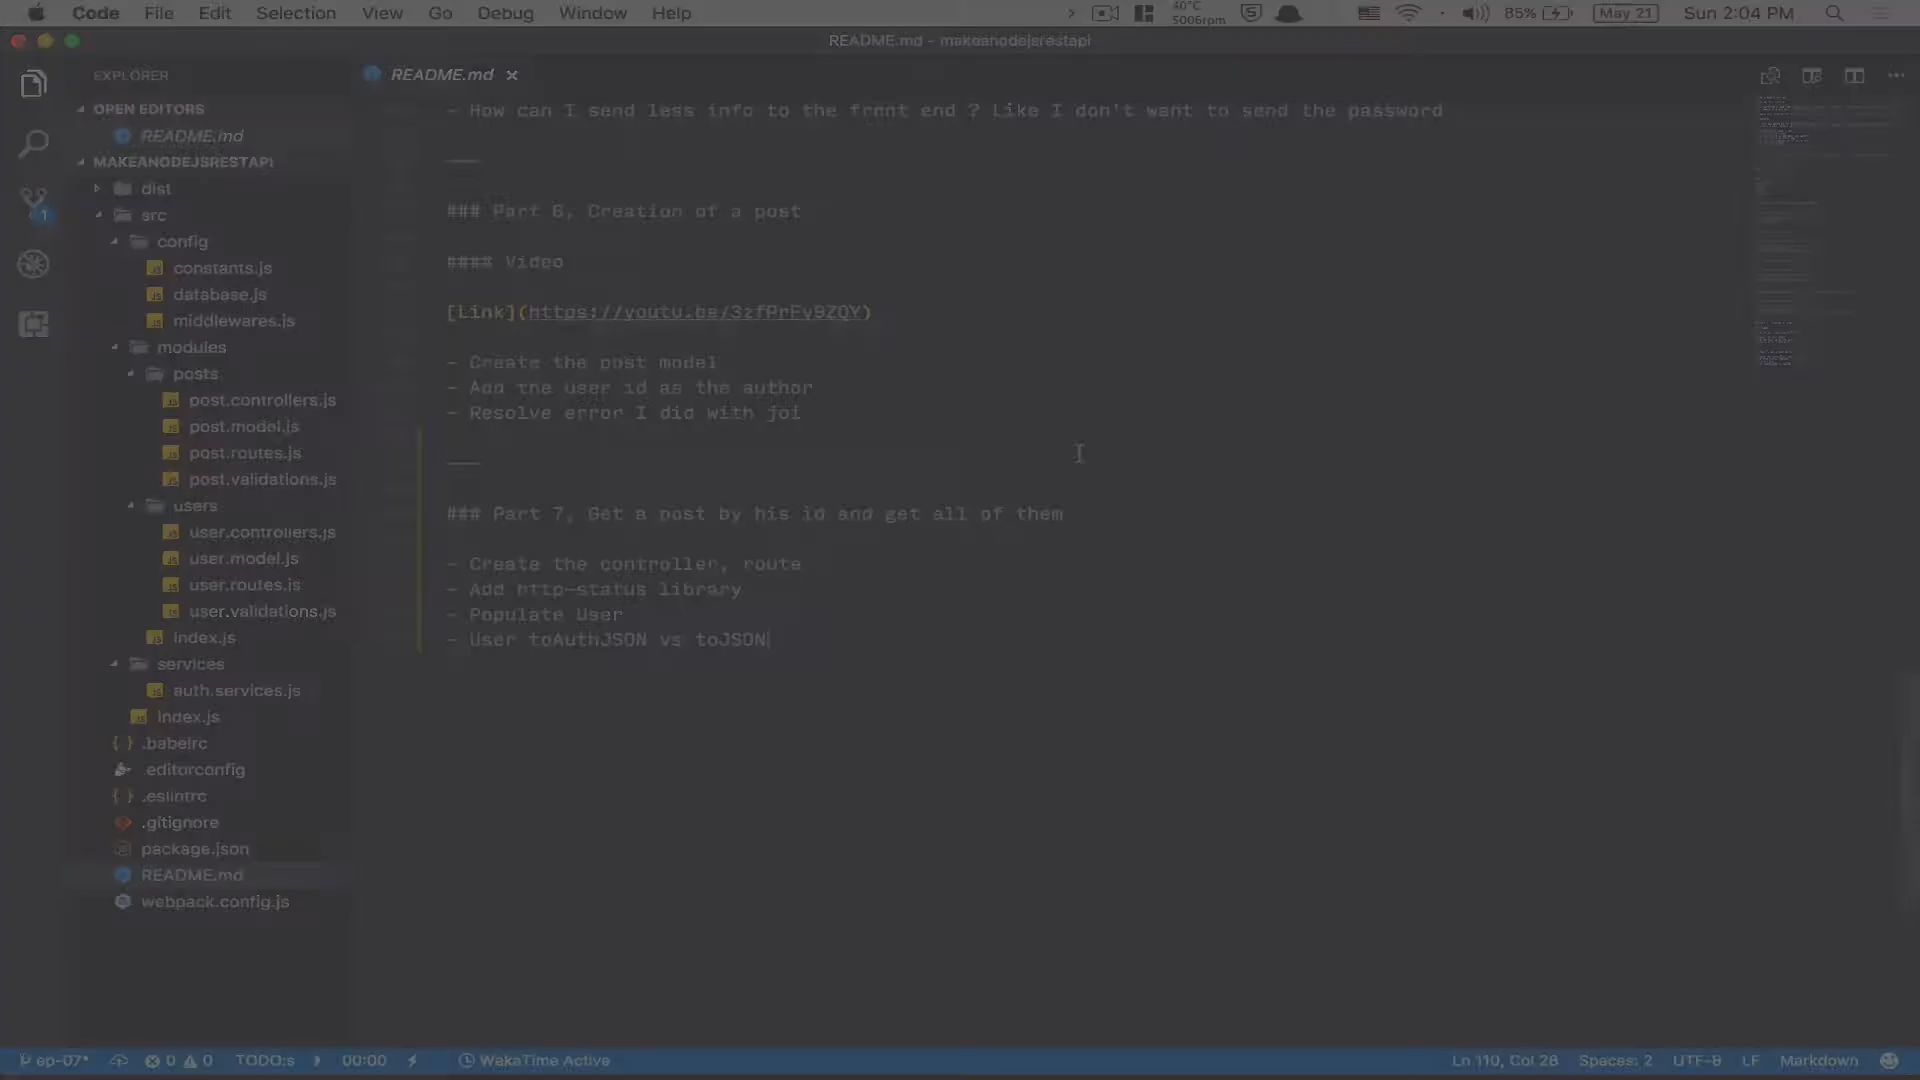 Code File Edit Selection View Go Debug Window Help
40°C
5006rpm
85%
May 21
Sun 2:04 PM
README.md - makeanodejsrestapi
EXPLORER
OPEN EDITORS
README.md
MAKEANODEJSRESTAPI
dist
src
config
constants.js
database.js
middlewares.js
modules
posts
post.controllers.js
post.model.js
post.routes.js
post.validations.js
users
user.controllers.js
user.model.js
user.routes.js
user.validations.js
index.js
services
auth.services.js
index.js
.babelrc
.editorconfig
.eslintrc
.gitignore
package.json
README.md
webpack.config.js
README.md
- How can I send less info to the front end ? Like I don't want to send the password
### Part 6, Creation of a post
#### Video
[Link](https://youtu.be/3zfPrEv9ZQY)
- Create the post model
- Add the user id as the author
- Resolve error I did with joi
### Part 7, Get a post by his id and get all of them
- Create the controller, route
- Add http-status library
- Populate User
- User toAuthJSON vs toJSON
ep-07* 0 0 TODO:s 00:00 WakaTime Active Ln 110, Col 28 Spaces: 2 UTF-8 LF Markdown